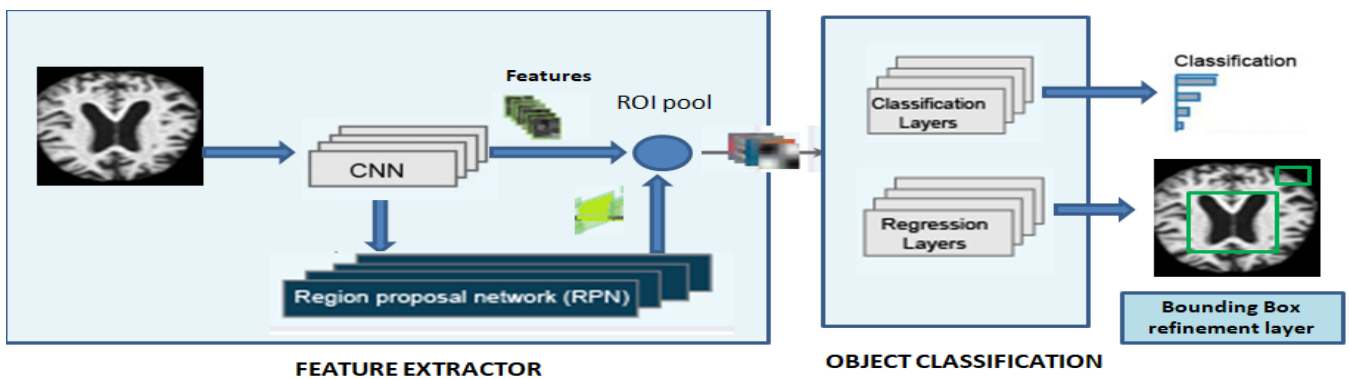 Features
ROI pool
CNN
Region proposal network (RPN)
FEATURE EXTRACTOR
Classification
Layers
Regression
Layers
OBJECT CLASSIFICATION
Classification
Bounding Box
refinement layer